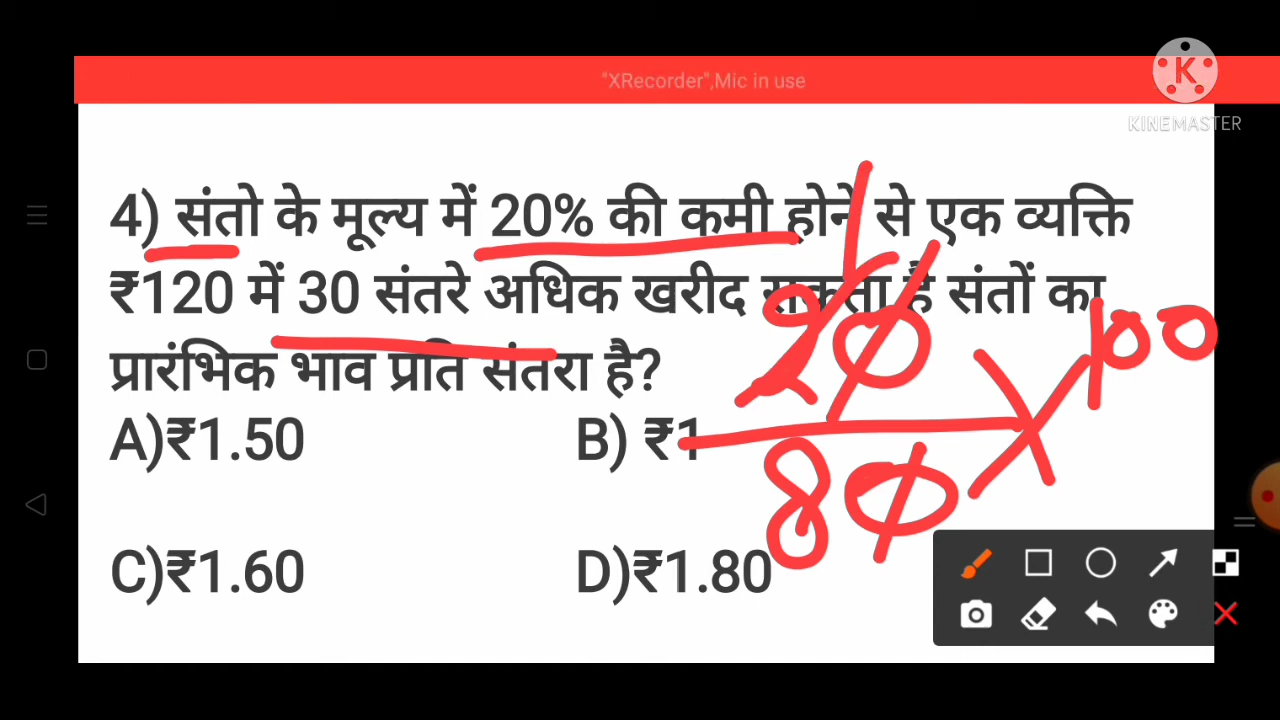 "XRecorder",Mic in use
K
KINEMASTER
4) संतो के मूल्य में 20% की कमी होने से एक व्यक्ति
₹120 में 30 संतरे अधिक खरीद सकता है संतों का
प्रारंभिक भाव प्रति संतरा है?
A)₹1.50 B) ₹1
C)₹1.60 D)₹1.80
20
80
×100